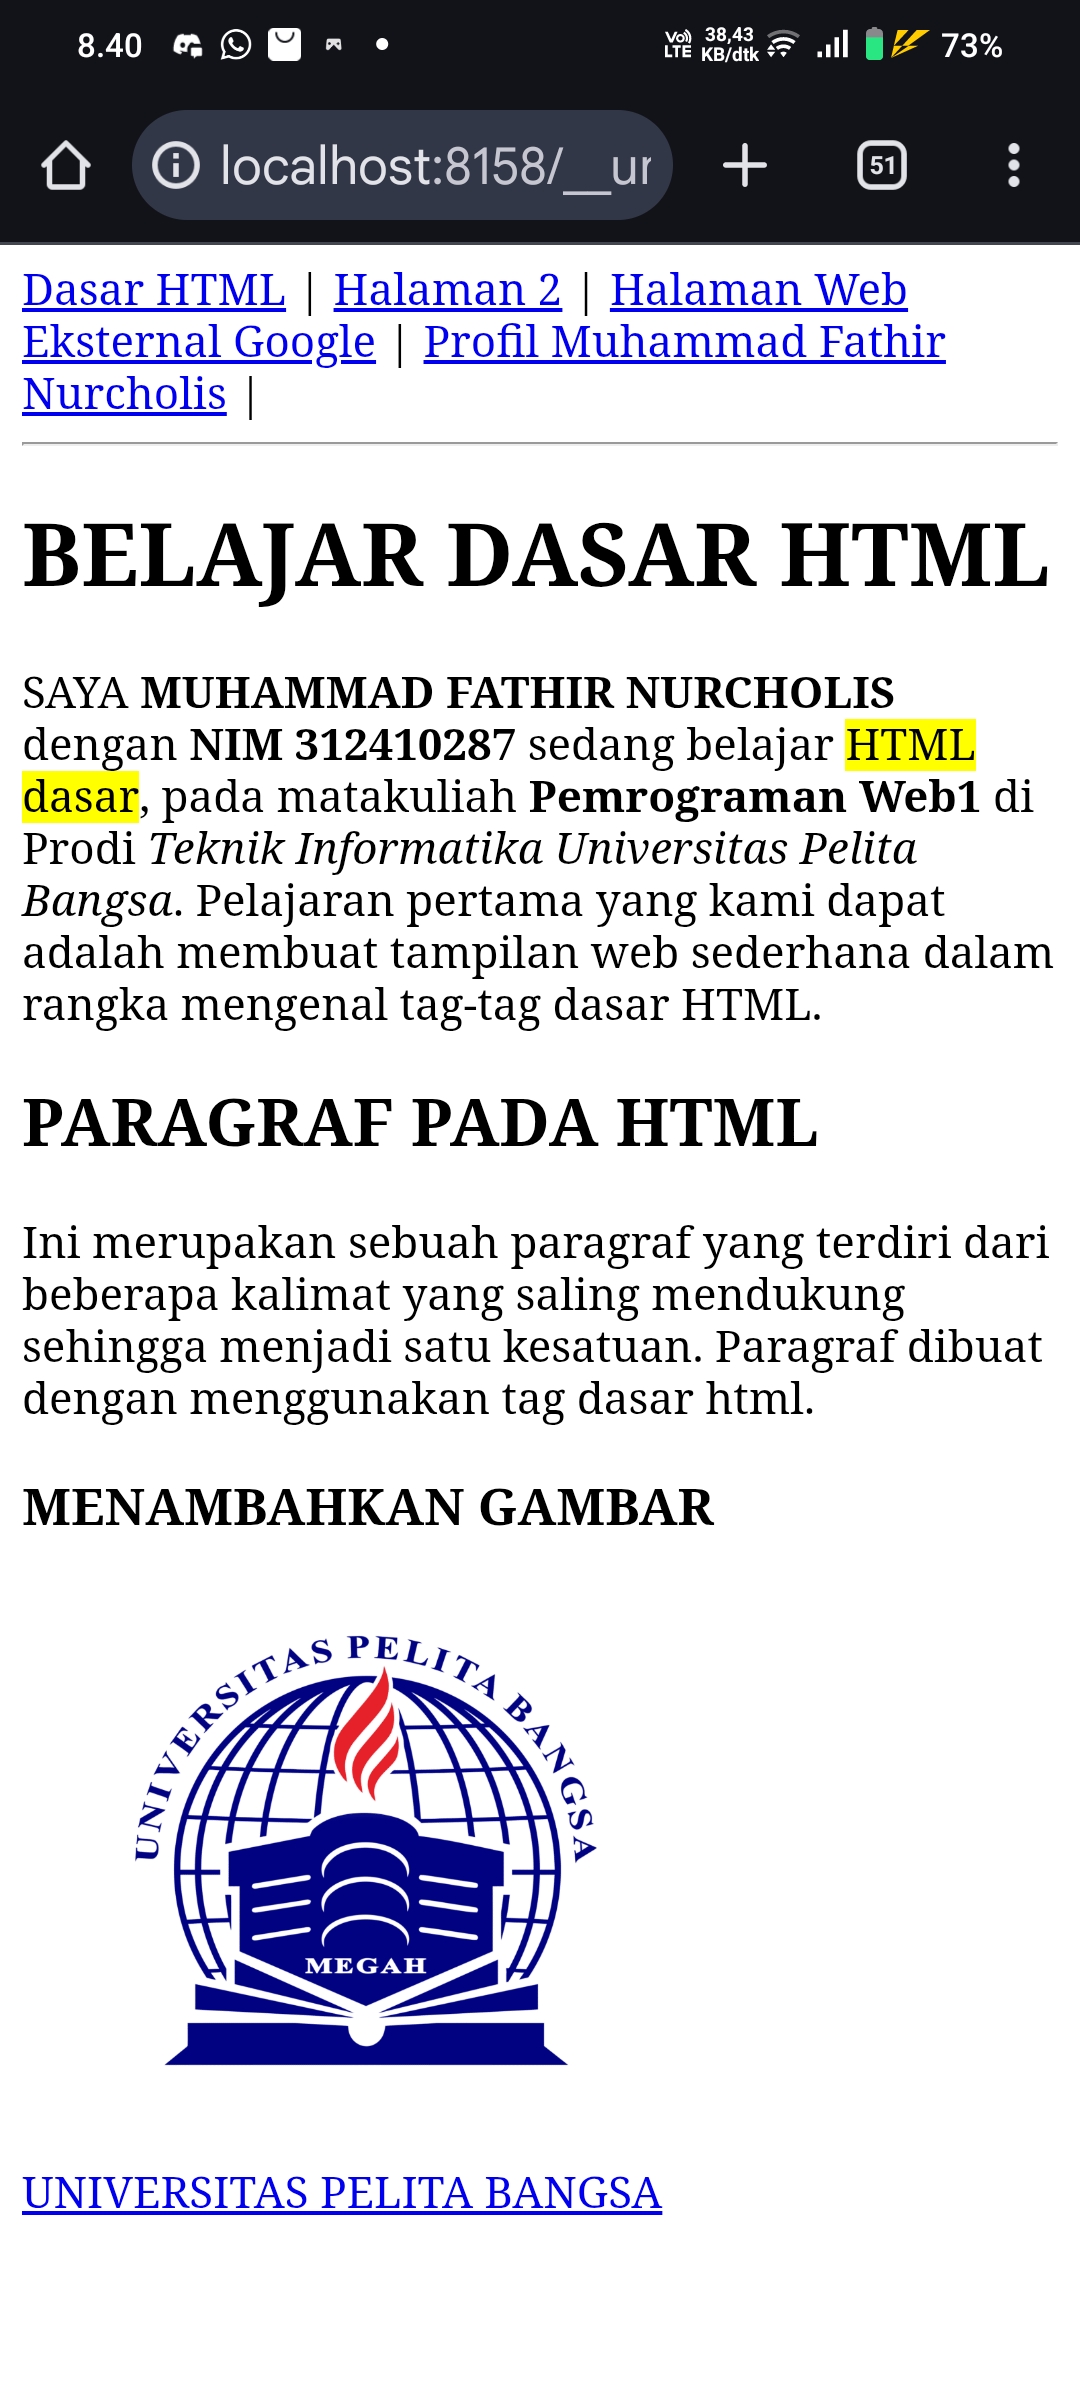 8.40
Vo)) LTE 38,43 KB/dtk 73%
localhost:8158/__ur
51
Dasar HTML | Halaman 2 | Halaman Web
Eksternal Google | Profil Muhammad Fathir
Nurcholis |
BELAJAR DASAR HTML
SAYA MUHAMMAD FATHIR NURCHOLIS
dengan NIM 312410287 sedang belajar HTML
dasar, pada matakuliah Pemrograman Web1 di
Prodi Teknik Informatika Universitas Pelita
Bangsa. Pelajaran pertama yang kami dapat
adalah membuat tampilan web sederhana dalam
rangka mengenal tag-tag dasar HTML.
PARAGRAF PADA HTML
Ini merupakan sebuah paragraf yang terdiri dari
beberapa kalimat yang saling mendukung
sehingga menjadi satu kesatuan. Paragraf dibuat
dengan menggunakan tag dasar html.
MENAMBAHKAN GAMBAR
UNIVERSITAS PELITA BANGSA
MEGAH
UNIVERSITAS PELITA BANGSA